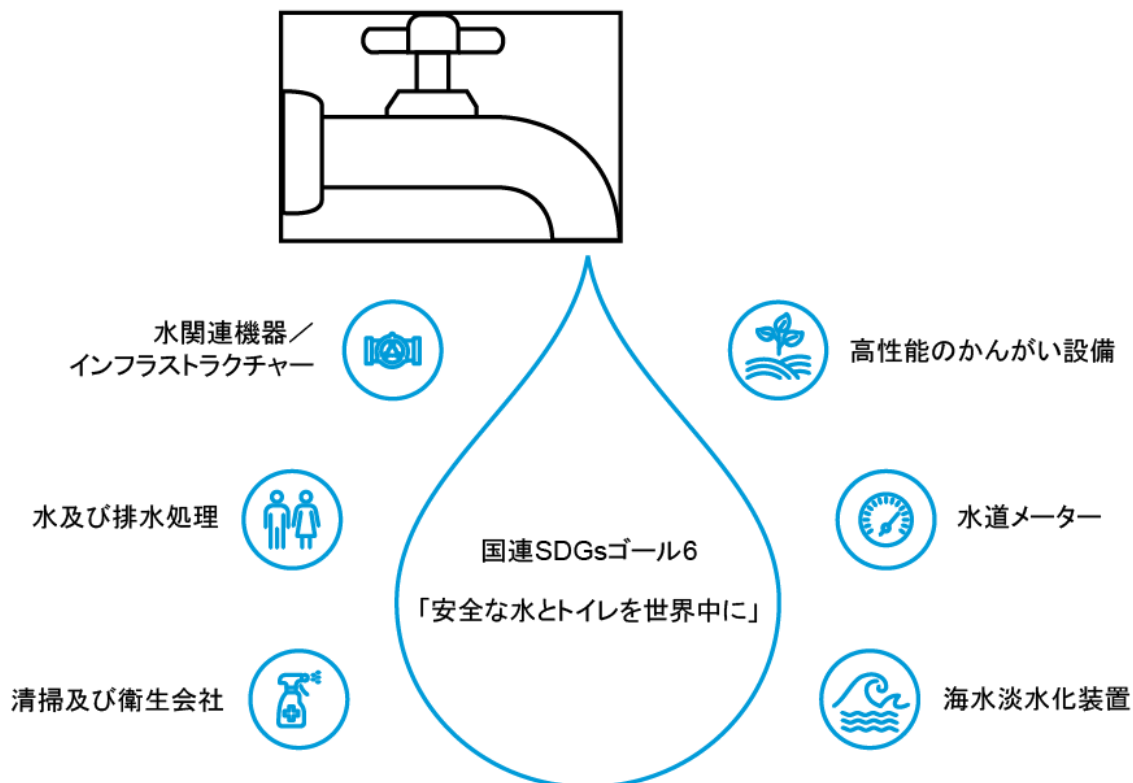 水関連機器／
インフラストラクチャー
高性能のかんがい設備
水及び排水処理
水道メーター
国連SDGsゴール6
「安全な水とトイレを世界中に」
清掃及び衛生会社
海水淡水化装置